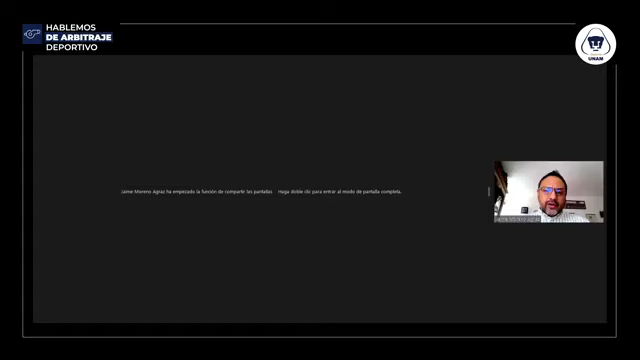 HABLEMOS
DE ARBITRAJE
DEPORTIVO
UNAM
Jaime Moreno Agraz ha empezado la función de compartir las pantallas   Haga doble clic para entrar al modo de pantalla completa.